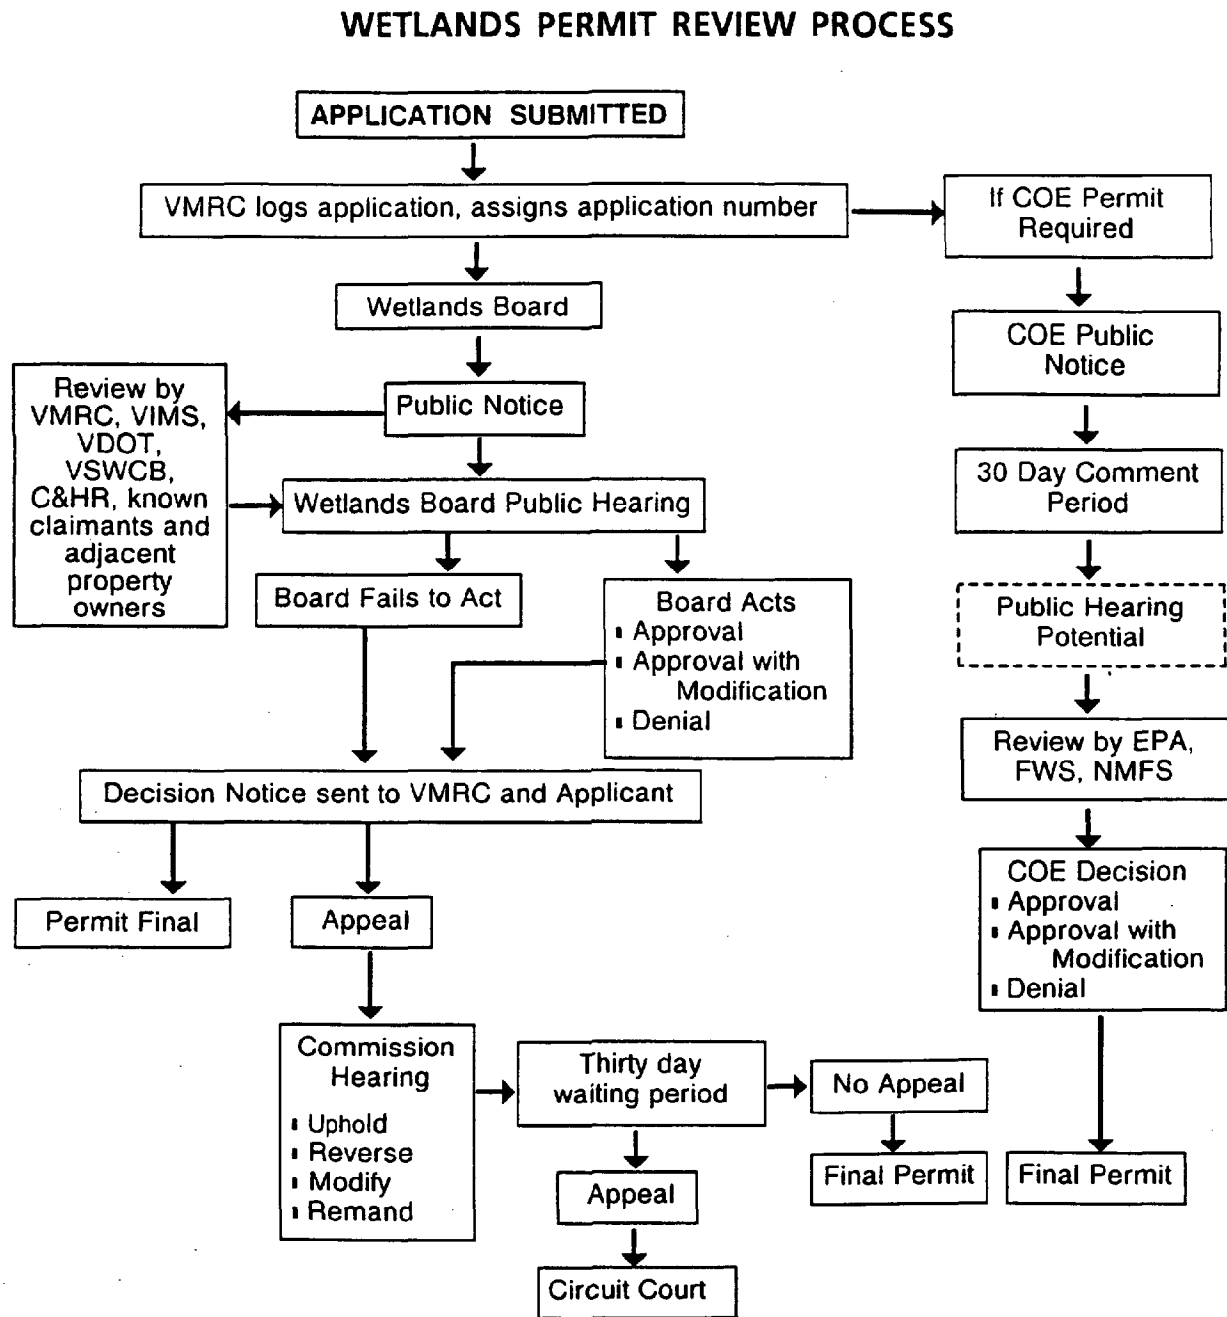 WETLANDS PERMIT REVIEW PROCESS
APPLICATION SUBMITTED
VMRC logs application, assigns application number
If COE Permit
Required
Wetlands Board
COE Public
Notice
Review by
VMRC, VIMS,
VDOT,
VSWCB,
C&HR, known
claimants and
adjacent
property
owners
Public Notice
30 Day Comment
Period
Wetlands Board Public Hearing
Board Fails to Act
Board Acts
▪ Approval
▪ Approval with
Modification
▪ Denial
Public Hearing
Potential
Review by EPA,
FWS, NMFS
Decision Notice sent to VMRC and Applicant
COE Decision
▪ Approval
▪ Approval with
Modification
▪ Denial
Permit Final
Appeal
Commission
Hearing
▪ Uphold
▪ Reverse
▪ Modify
▪ Remand
Thirty day
waiting period
No Appeal
Appeal
Final Permit
Final Permit
Circuit Court